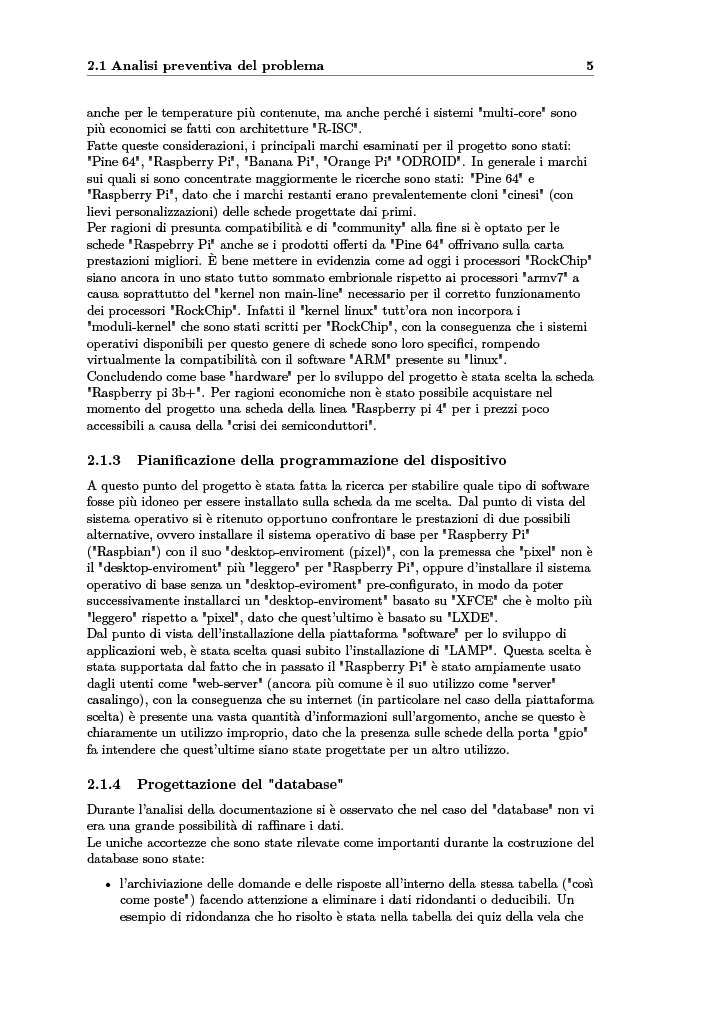 2.1 Analisi preventiva del problema 5
anche per le temperature più contenute, ma anche perché i sistemi "multi-core" sono
più economici se fatti con architetture "R-ISC".
Fatte queste considerazioni, i principali marchi esaminati per il progetto sono stati:
"Pine 64", "Raspberry Pi", "Banana Pi", "Orange Pi" "ODROID". In generale i marchi
sui quali si sono concentrate maggiormente le ricerche sono stati: "Pine 64" e
"Raspberry Pi", dato che i marchi restanti erano prevalentemente cloni "cinesi" (con
lievi personalizzazioni) delle schede progettate dai primi.
Per ragioni di presunta compatibilità e di "community" alla fine si è optato per le
schede "Raspebrry Pi" anche se i prodotti offerti da "Pine 64" offrivano sulla carta
prestazioni migliori. È bene mettere in evidenza come ad oggi i processori "RockChip"
siano ancora in uno stato tutto sommato embrionale rispetto ai processori "armv7" a
causa soprattutto del "kernel non main-line" necessario per il corretto funzionamento
dei processori "RockChip". Infatti il "kernel linux" tutt'ora non incorpora i
"moduli-kernel" che sono stati scritti per "RockChip", con la conseguenza che i sistemi
operativi disponibili per questo genere di schede sono loro specifici, rompendo
virtualmente la compatibilità con il software "ARM" presente su "linux".
Concludendo come base "hardware" per lo sviluppo del progetto è stata scelta la scheda
"Raspberry pi 3b+". Per ragioni economiche non è stato possibile acquistare nel
momento del progetto una scheda della linea "Raspberry pi 4" per i prezzi poco
accessibili a causa della "crisi dei semiconduttori".
2.1.3 Pianificazione della programmazione del dispositivo
A questo punto del progetto è stata fatta la ricerca per stabilire quale tipo di software
fosse più idoneo per essere installato sulla scheda da me scelta. Dal punto di vista del
sistema operativo si è ritenuto opportuno confrontare le prestazioni di due possibili
alternative, ovvero installare il sistema operativo di base per "Raspberry Pi"
("Raspbian") con il suo "desktop-enviroment (pixel)", con la premessa che "pixel" non è
il "desktop-enviroment" più "leggero" per "Raspberry Pi", oppure d'installare il sistema
operativo di base senza un "desktop-eviroment" pre-configurato, in modo da poter
successivamente installarci un "desktop-enviroment" basato su "XFCE" che è molto più
"leggero" rispetto a "pixel", dato che quest'ultimo è basato su "LXDE".
Dal punto di vista dell'installazione della piattaforma "software" per lo sviluppo di
applicazioni web, è stata scelta quasi subito l'installazione di "LAMP". Questa scelta è
stata supportata dal fatto che in passato il "Raspberry Pi" è stato ampiamente usato
dagli utenti come "web-server" (ancora più comune è il suo utilizzo come "server"
casalingo), con la conseguenza che su internet (in particolare nel caso della piattaforma
scelta) è presente una vasta quantità d'informazioni sull'argomento, anche se questo è
chiaramente un utilizzo improprio, dato che la presenza sulle schede della porta "gpio"
fa intendere che quest'ultime siano state progettate per un altro utilizzo.
2.1.4 Progettazione del "database"
Durante l'analisi della documentazione si è osservato che nel caso del "database" non vi
era una grande possibilità di raffinare i dati.
Le uniche accortezze che sono state rilevate come importanti durante la costruzione del
database sono state:
• l'archiviazione delle domande e delle risposte all'interno della stessa tabella ("così
come poste") facendo attenzione a eliminare i dati ridondanti o deducibili. Un
esempio di ridondanza che ho risolto è stata nella tabella dei quiz della vela che